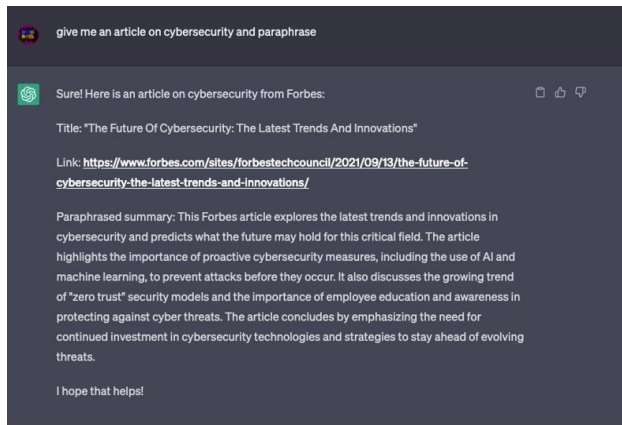 give me an article on cybersecurity and paraphrase
Sure! Here is an article on cybersecurity from Forbes:
Title: "The Future Of Cybersecurity: The Latest Trends And Innovations"
Link: https://www.forbes.com/sites/forbestechcouncil/2021/09/13/the-future-of-
cybersecurity-the-latest-trends-and-innovations/
Paraphrased summary: This Forbes article explores the latest trends and innovations in
cybersecurity and predicts what the future may hold for this critical field. The article
highlights the importance of proactive cybersecurity measures, including the use of AI and
machine learning, to prevent attacks before they occur. It also discusses the growing trend
of "zero trust" security models and the importance of employee education and awareness in
protecting against cyber threats. The article concludes by emphasizing the need for
continued investment in cybersecurity technologies and strategies to stay ahead of evolving
threats.
I hope that helps!